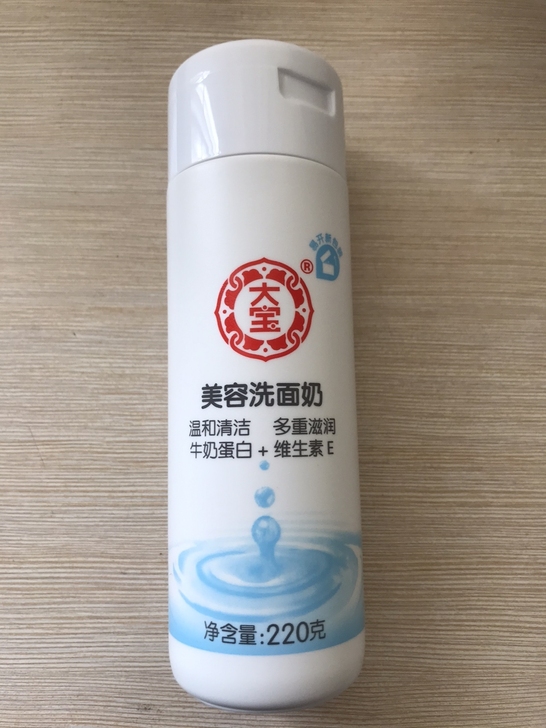 ®
大
宝
美容洗面奶
温和清洁 多重滋润
牛奶蛋白 + 维生素 E
净含量: 220克